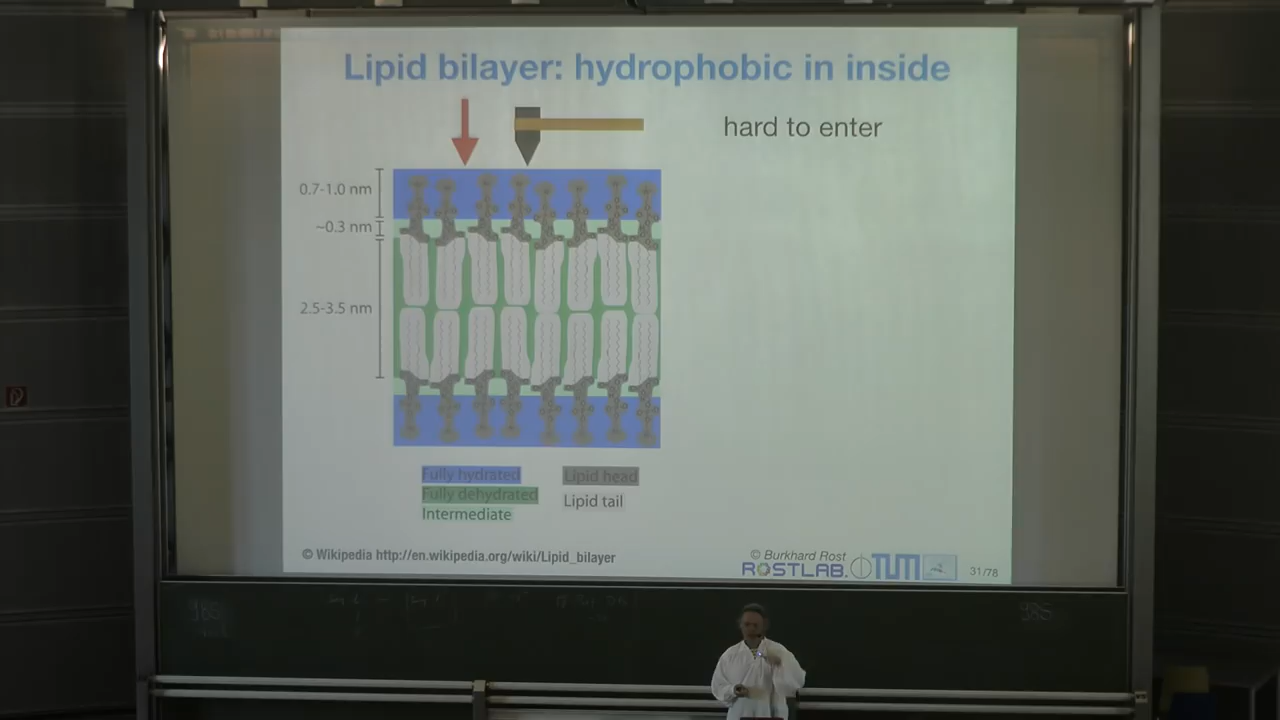 Lipid bilayer: hydrophobic in inside
hard to enter
0.7-1.0 nm
~0.3 nm
2.5-3.5 nm
Fully hydrated
Lipid head
Fully dehydrated
Lipid tail
Intermediate
© Wikipedia http://en.wikipedia.org/wiki/Lipid_bilayer
© Burkhard Rost
ROSTLAB. TUM
31/78